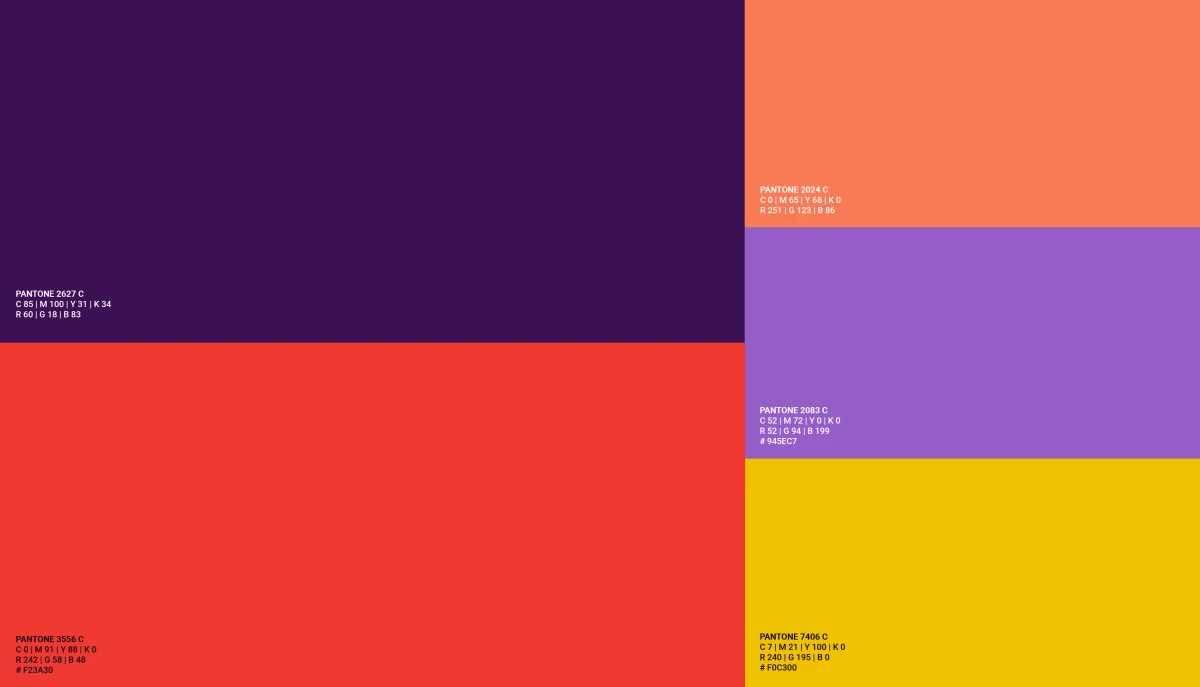 PANTONE 2627 C
C 85 | M 100 | Y 31 | K 34
R 60 | G 18 | B 83
PANTONE 3556 C
C 0 | M 91 | Y 88 | K 0
R 242 | G 58 | B 48
# F23A30
PANTONE 2024 C
C 0 | M 65 | Y 68 | K 0
R 251 | G 123 | B 86
PANTONE 2083 C
C 52 | M 72 | Y 0 | K 0
R 52 | G 94 | B 199
# 945EC7
PANTONE 7406 C
C 7 | M 21 | Y 100 | K 0
R 240 | G 195 | B 0
# F0C300